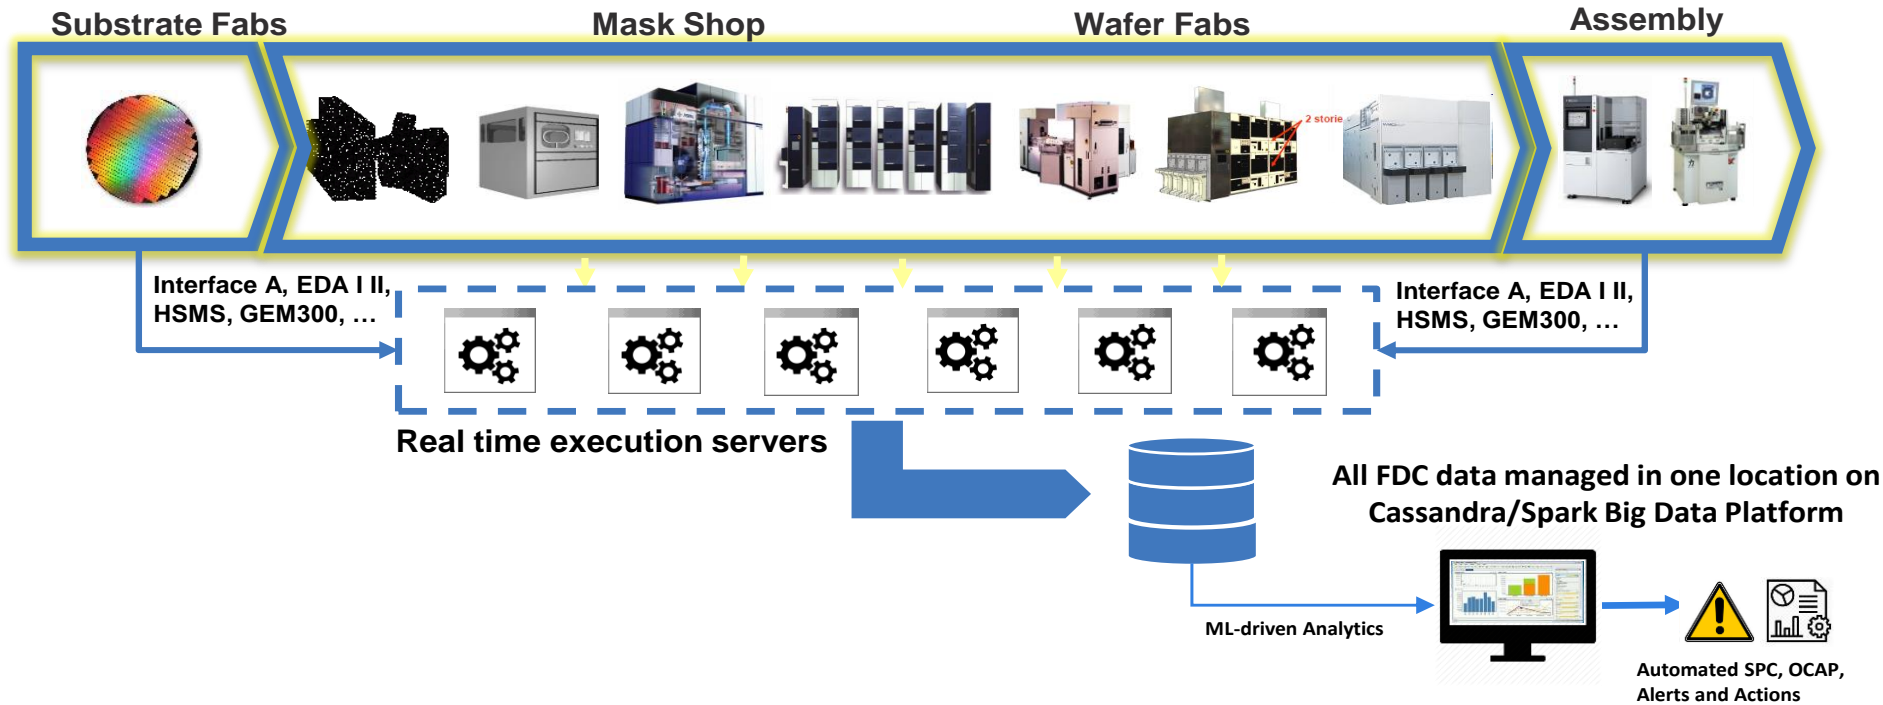 Substrate Fabs
Mask Shop
Wafer Fabs
Assembly
2 storie
Interface A, EDA I II,
HSMS, GEM300, …
Interface A, EDA I II,
HSMS, GEM300, …
Real time execution servers
All FDC data managed in one location on
Cassandra/Spark Big Data Platform
ML-driven Analytics
Automated SPC, OCAP,
Alerts and Actions